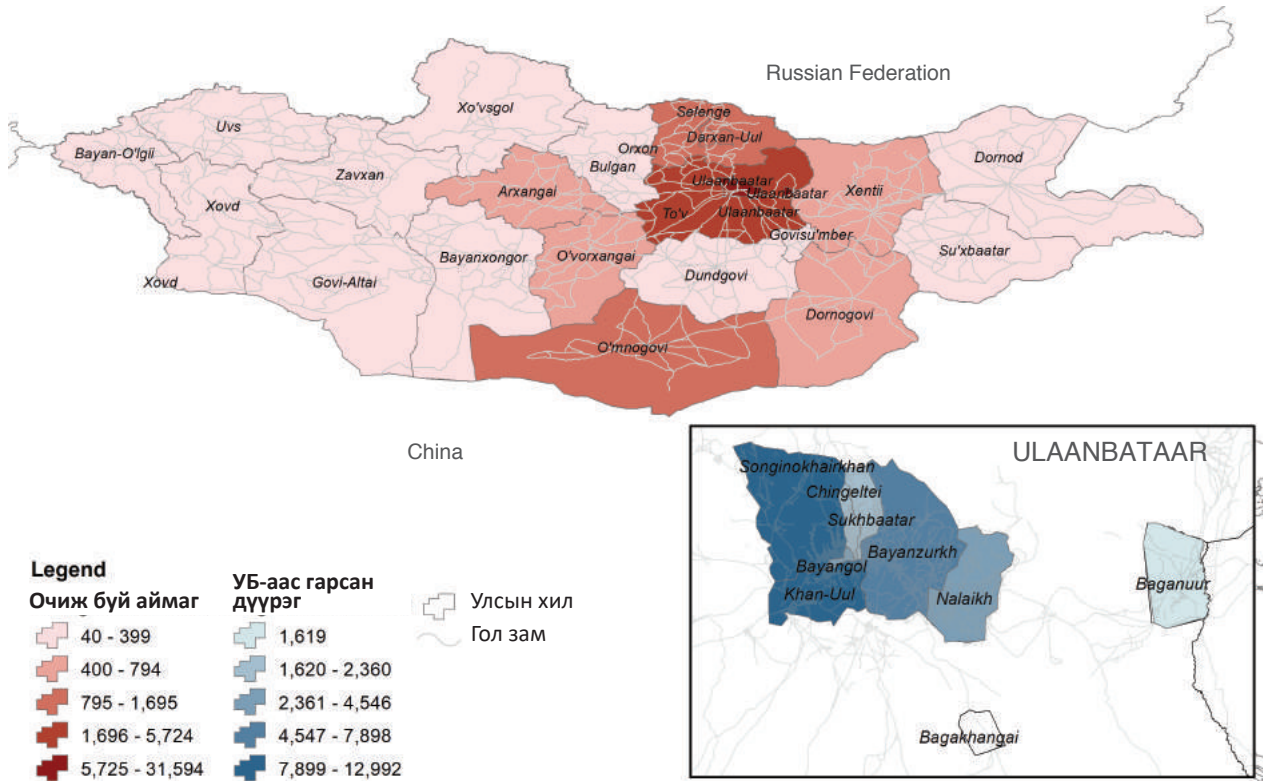 Russian Federation
Xo'vsgol
Selenge
Uvs
Darxan-Uul
Bayan-O'lgii
Orxon
Bulgan
Dornod
Zavxan
Ulaanbaatar
Arxangai
Ulaanbaatar
Xentii
Xovd
To'v
Ulaanbaatar
Govisu'mber
Bayanxongor
O'vorxangai
Su'xbaatar
Xovd
Govi-Altai
Dundgovi
Dornogovi
O'mnogovi
China
ULAANBATAAR
Songinokhairkhan
Chingeltei
Sukhbaatar
Bayanzurkh
Bayangol
Khan-Uul
Nalaikh
Baganuur
Bagakhangai
Legend
Очиж буй аймаг
40 - 399
400 - 794
795 - 1,695
1,696 - 5,724
5,725 - 31,594
УБ-аас гарсан
дүүрэг
1,619
1,620 - 2,360
2,361 - 4,546
4,547 - 7,898
7,899 - 12,992
Улсын хил
Гол зам